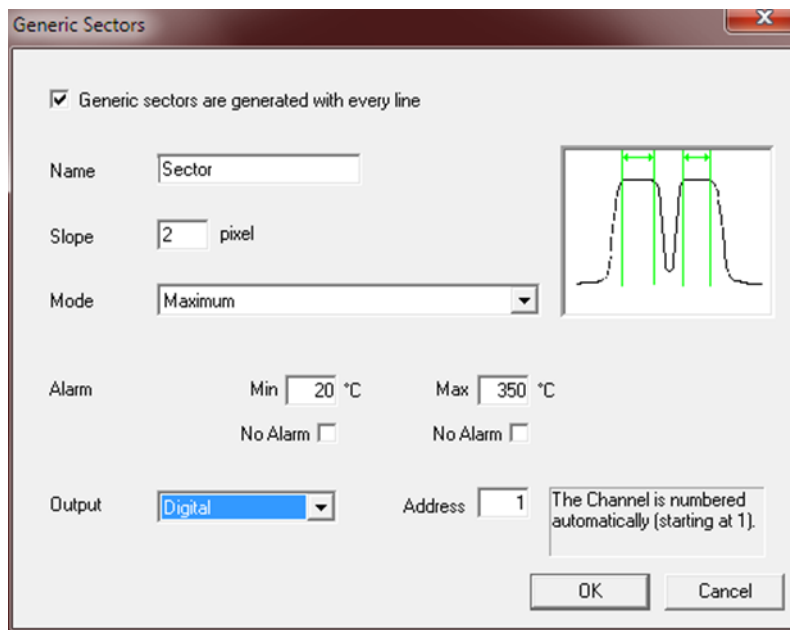 Generic Sectors
Generic sectors are generated with every line
Name Sector
Slope 2 pixel
Mode Maximum
Alarm Min 20 °C Max 350 °C
No Alarm No Alarm
Output Digital Address 1 The Channel is numbered
automatically (starting at 1).
OK Cancel